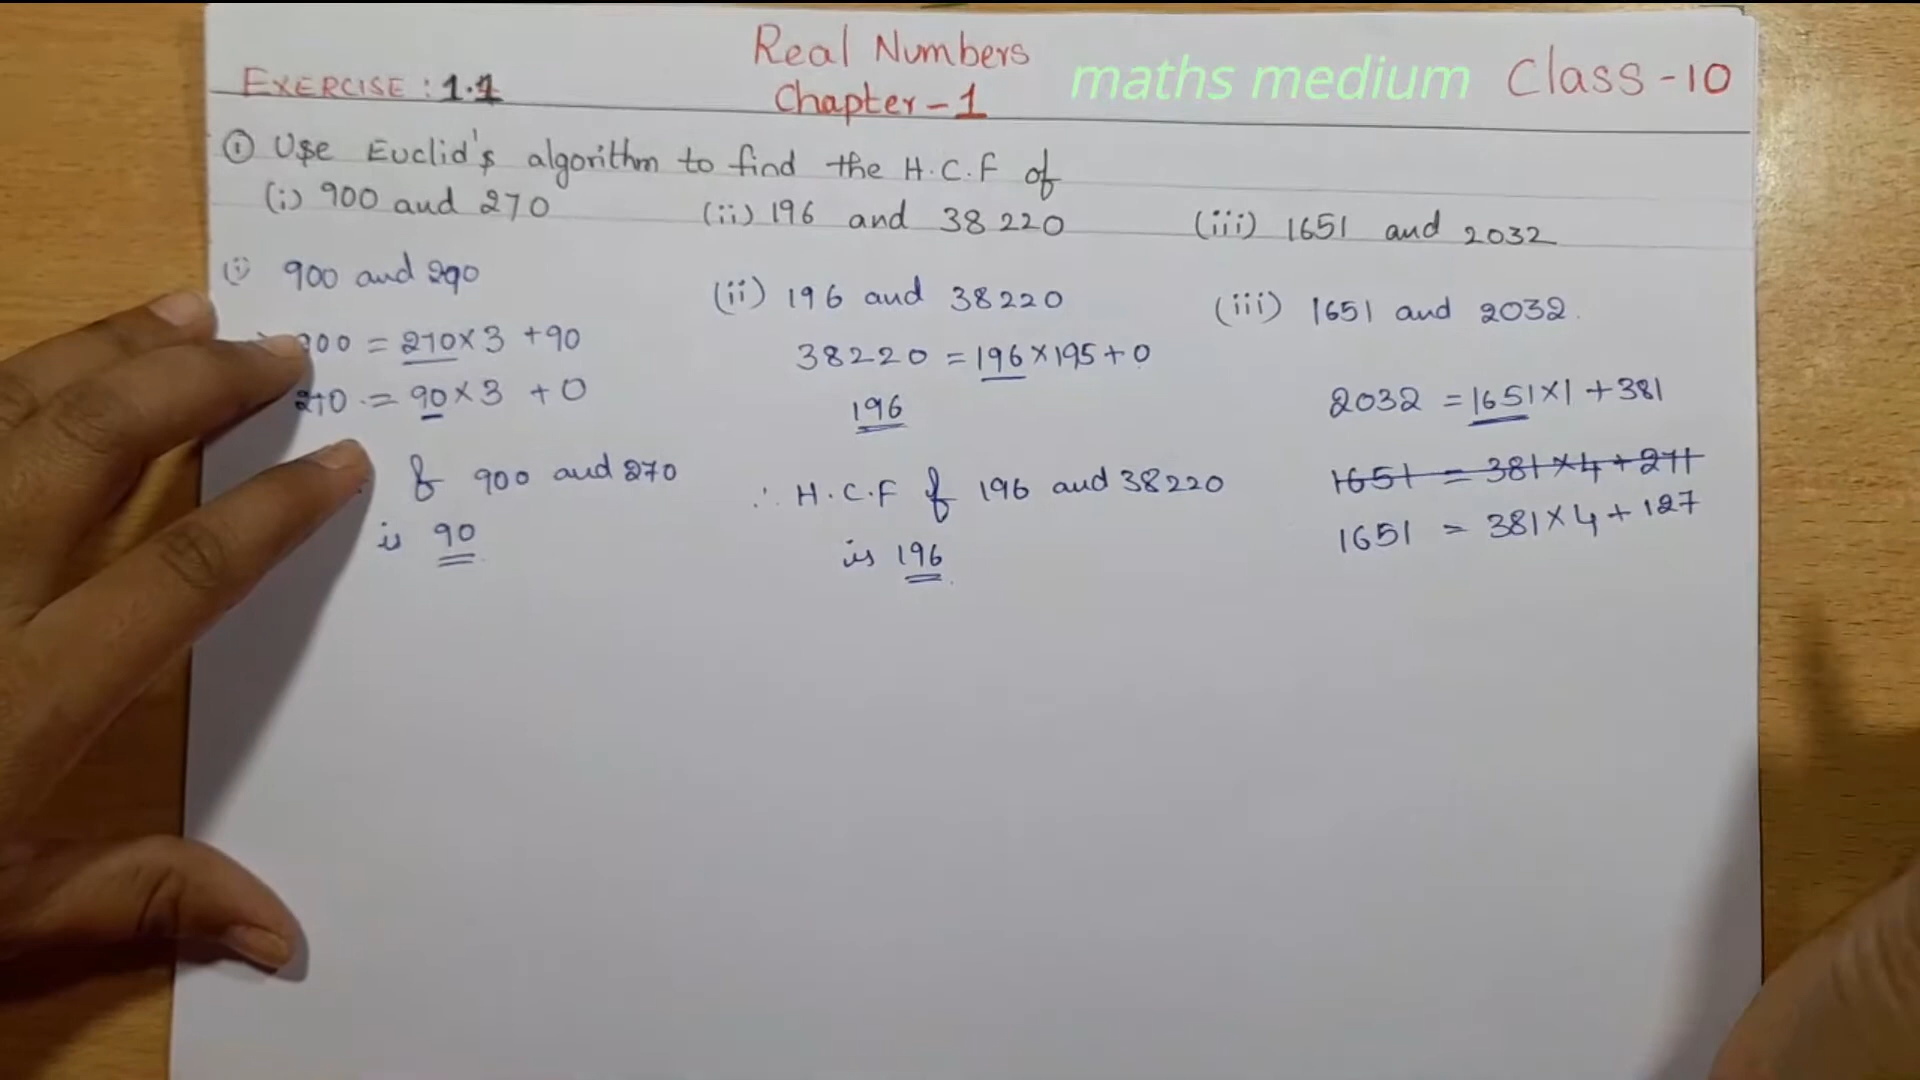 Real Numbers
EXERCISE : 1.1
Chapter - 1
maths medium
Class - 10
① Use Euclid's algorithm to find the H.C.F of
(i) 900 and 270
(ii) 196 and 38220
(iii) 1651 and 2032
(i) 900 and 290
900 = 270 × 3 + 90
270 = 90 × 3 + 0
of 900 and 270
is 90
(ii) 196 and 38220
38220 = 196 × 195 + 0
196
∴ H.C.F of 196 and 38220
is 196
(iii) 1651 and 2032.
2032 = 1651 × 1 + 381
1651 = 381 × 4 + 271
1651 = 381 × 4 + 127